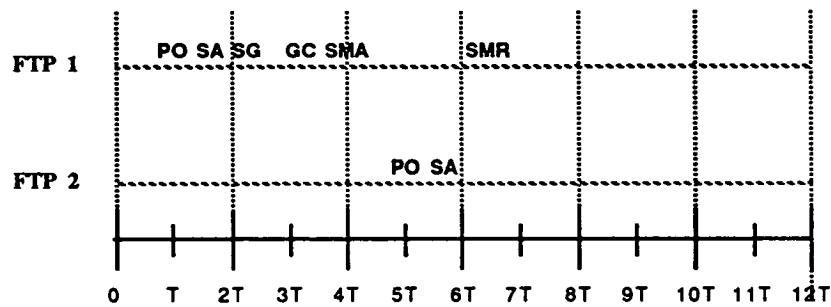 PO SA SG GC SMA SMR
FTP 1
PO SA
FTP 2
0 T 2T 3T 4T 5T 6T 7T 8T 9T 10T 11T 12T